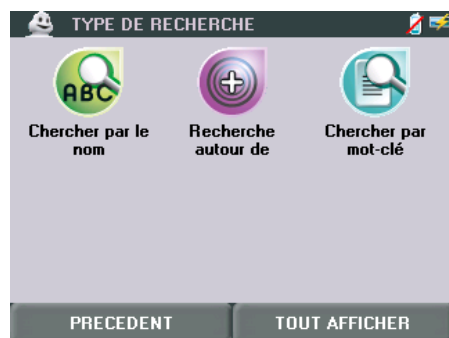 TYPE DE RECHERCHE
ABC
Chercher par le
nom
Recherche
autour de
Chercher par
mot-clé
PRECEDENT
TOUT AFFICHER